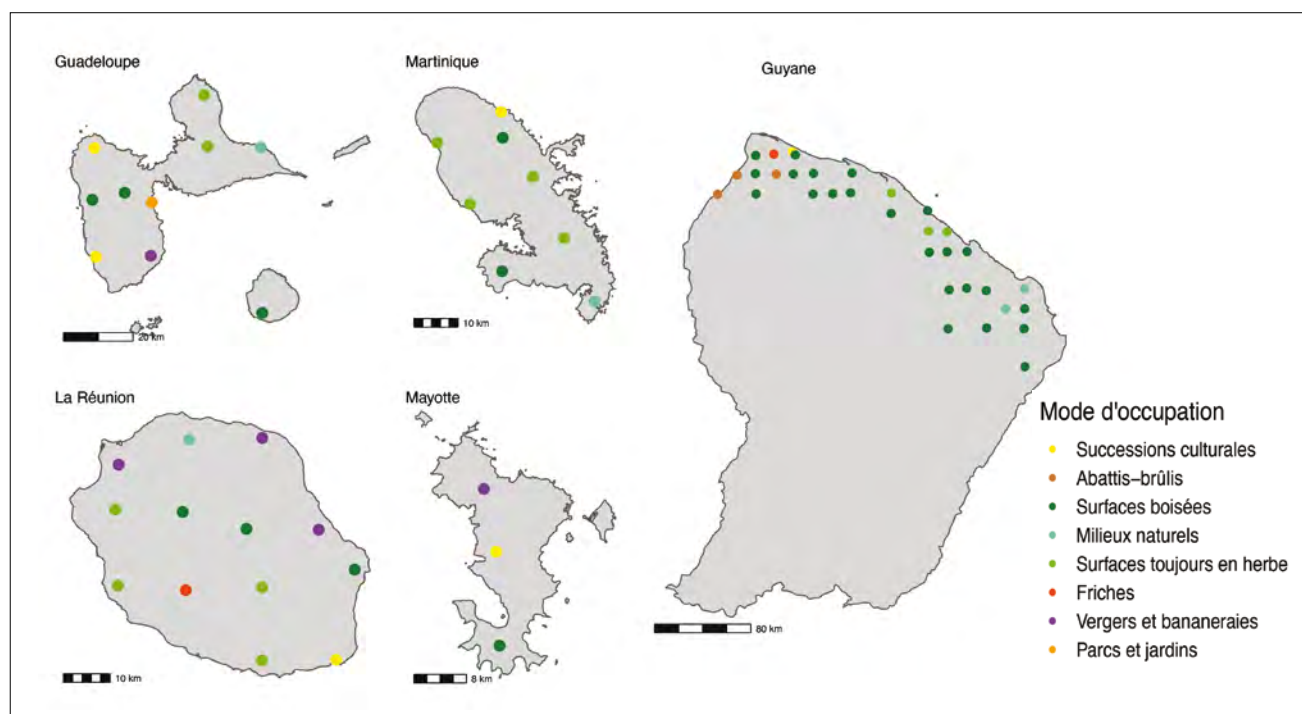 Guadeloupe
Martinique
Guyane
20 km
10 km
La Réunion
Mayotte
Mode d'occupation
Successions culturales
Abattis–brûlis
Surfaces boisées
Milieux naturels
Surfaces toujours en herbe
Friches
Vergers et bananeraies
Parcs et jardins
80 km
10 km
8 km